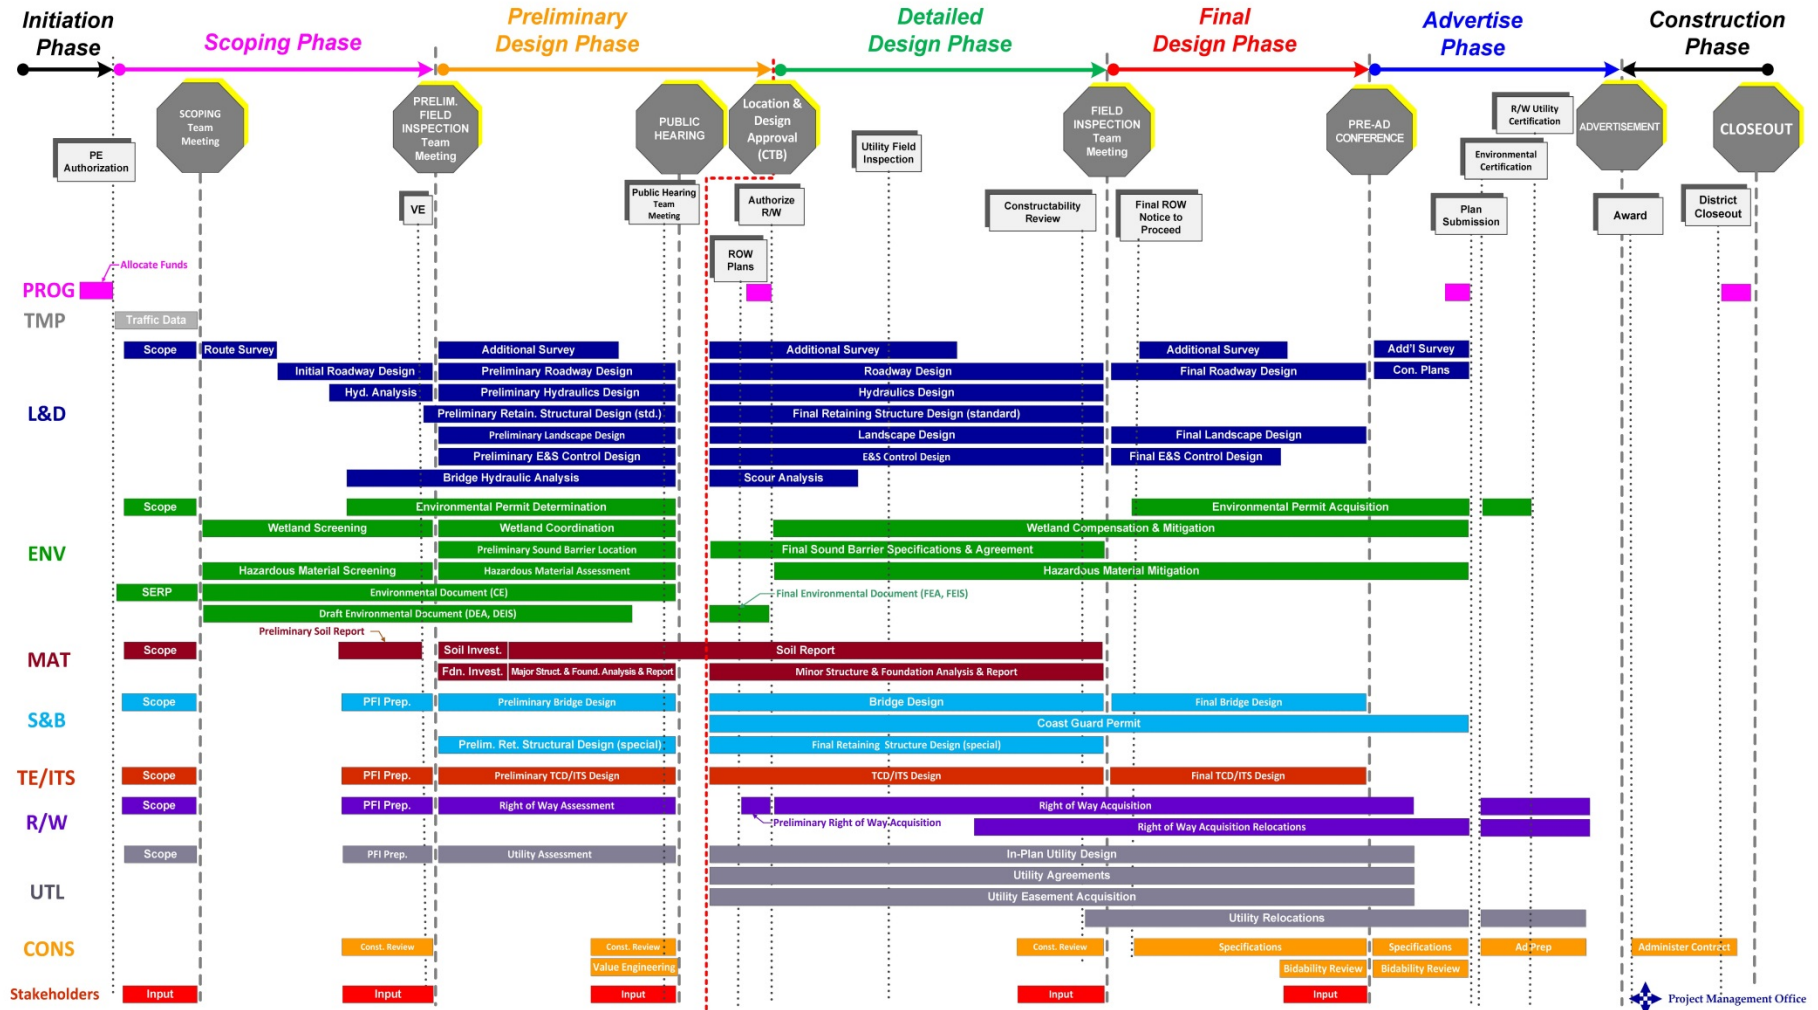 Initiation
Phase
Scoping Phase
Preliminary
Design Phase
Detailed
Design Phase
Final
Design Phase
Advertise
Phase
Construction
Phase
PE
Authorization
SCOPING
Team
Meeting
PRELIM.
FIELD
INSPECTION
Team
Meeting
VE
PUBLIC
HEARING
Public Hearing
Team
Meeting
Location &
Design
Approval
(CTB)
Authorize
R/W
ROW
Plans
Utility Field
Inspection
Constructability
Review
FIELD
INSPECTION
Team
Meeting
Final ROW
Notice to
Proceed
PRE-AD
CONFERENCE
Plan
Submission
Environmental
Certification
R/W Utility
Certification
ADVERTISEMENT
Award
District
Closeout
CLOSEOUT
Allocate Funds
PROG
TMP
Traffic Data
L&D
Scope
Route Survey
Additional Survey
Additional Survey
Additional Survey
Add'l Survey
Initial Roadway Design
Preliminary Roadway Design
Roadway Design
Final Roadway Design
Con. Plans
Hyd. Analysis
Preliminary Hydraulics Design
Hydraulics Design
Preliminary Retain. Structural Design (std.)
Final Retaining Structure Design (standard)
Preliminary Landscape Design
Landscape Design
Final Landscape Design
Preliminary E&S Control Design
E&S Control Design
Final E&S Control Design
Bridge Hydraulic Analysis
Scour Analysis
ENV
Scope
Environmental Permit Determination
Environmental Permit Acquisition
Wetland Screening
Wetland Coordination
Wetland Compensation & Mitigation
Preliminary Sound Barrier Location
Final Sound Barrier Specifications & Agreement
Hazardous Material Screening
Hazardous Material Assessment
Hazardous Material Mitigation
SERP
Environmental Document (CE)
Final Environmental Document (FEA, FEIS)
Draft Environmental Document (DEA, DEIS)
Preliminary Soil Report
MAT
Scope
Soil Invest.
Soil Report
Fdn. Invest.
Major Struct. & Found. Analysis & Report
Minor Structure & Foundation Analysis & Report
S&B
Scope
PFI Prep.
Preliminary Bridge Design
Bridge Design
Final Bridge Design
Coast Guard Permit
Prelim. Ret. Structural Design (special)
Final Retaining Structure Design (special)
TE/ITS
Scope
PFI Prep.
Preliminary TCD/ITS Design
TCD/ITS Design
Final TCD/ITS Design
R/W
Scope
PFI Prep.
Right of Way Assessment
Right of Way Acquisition
Preliminary Right of Way Acquisition
Right of Way Acquisition Relocations
UTL
Scope
PFI Prep.
Utility Assessment
In-Plan Utility Design
Utility Agreements
Utility Easement Acquisition
Utility Relocations
CONS
Const. Review
Const. Review
Const. Review
Specifications
Specifications
Ad Prep
Administer Contract
Value Engineering
Bidability Review
Bidability Review
Stakeholders
Input
Input
Input
Input
Input
Project Management Office